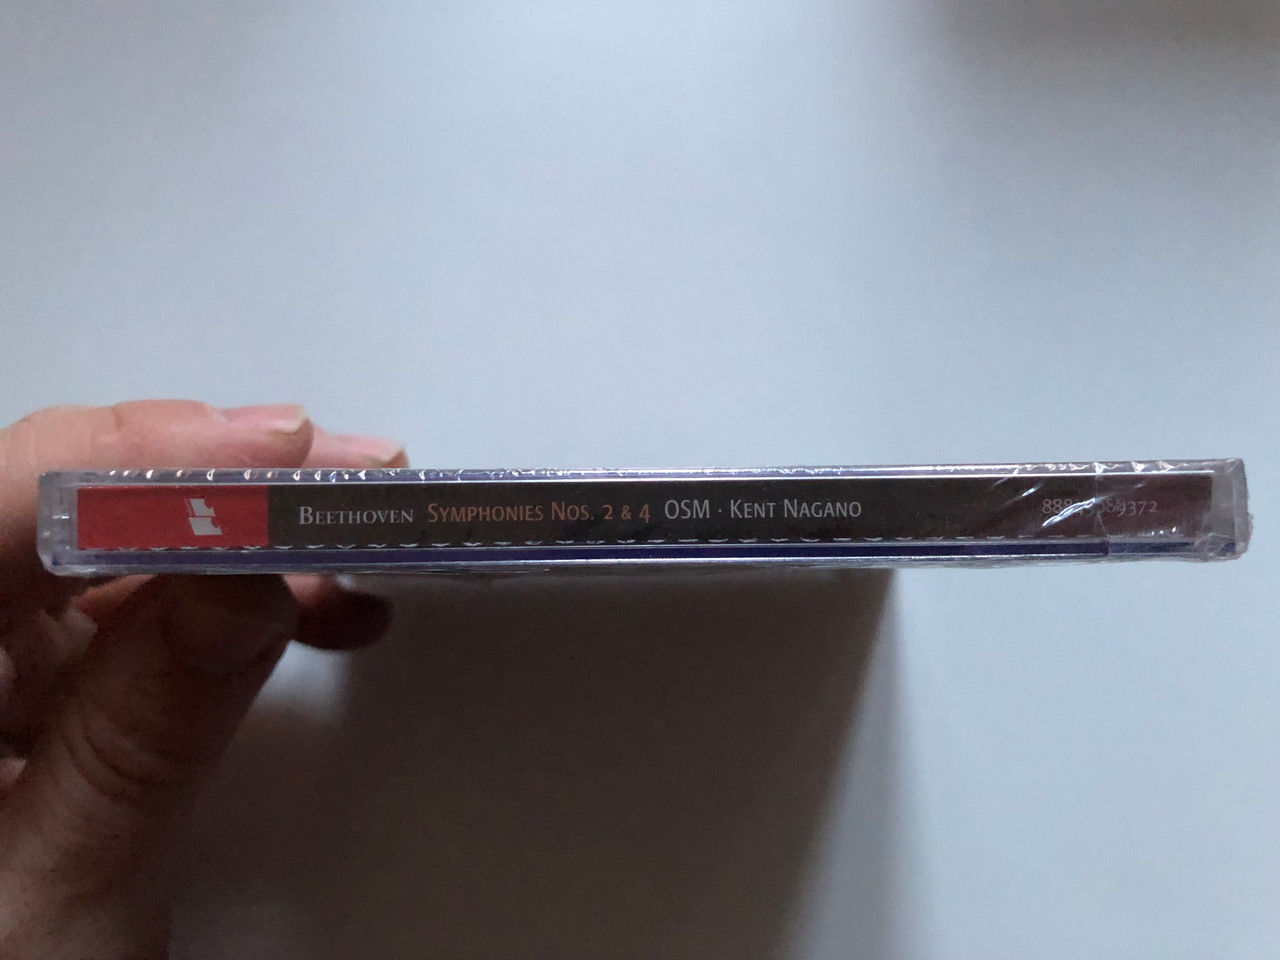 BEETHOVEN SYMPHONIES NOS. 2 & 4 OSM · KENT NAGANO